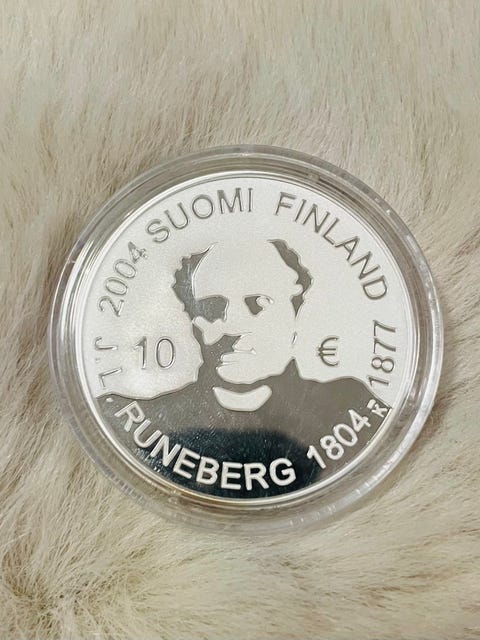 2004 SUOMI FINLAND
10 €
J.L. RUNEBERG 1804 1877